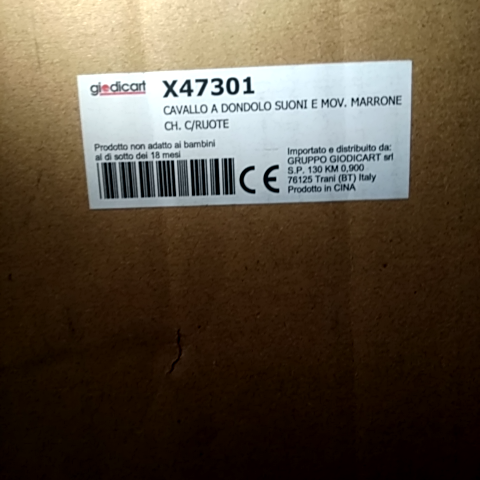 giodicart X47301
CAVALLO A DONDOLO SUONI E MOV. MARRONE
CH. C/RUOTE
Prodotto non adatto ai bambini
al di sotto dei 18 mesi
CE
Importato e distribuito da:
GRUPPO GIODICART srl
S.P. 130 KM 0,900
76125 Trani (BT) Italy
Prodotto in CINA